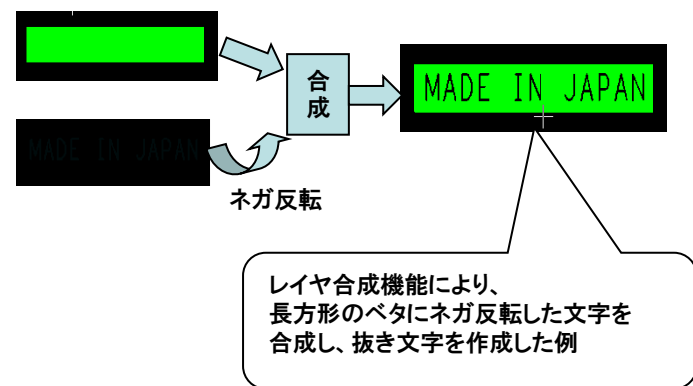 合
成
MADE IN JAPAN
MADE IN JAPAN
ネガ反転
レイヤ合成機能により、
長方形のベタにネガ反転した文字を
合成し、抜き文字を作成した例